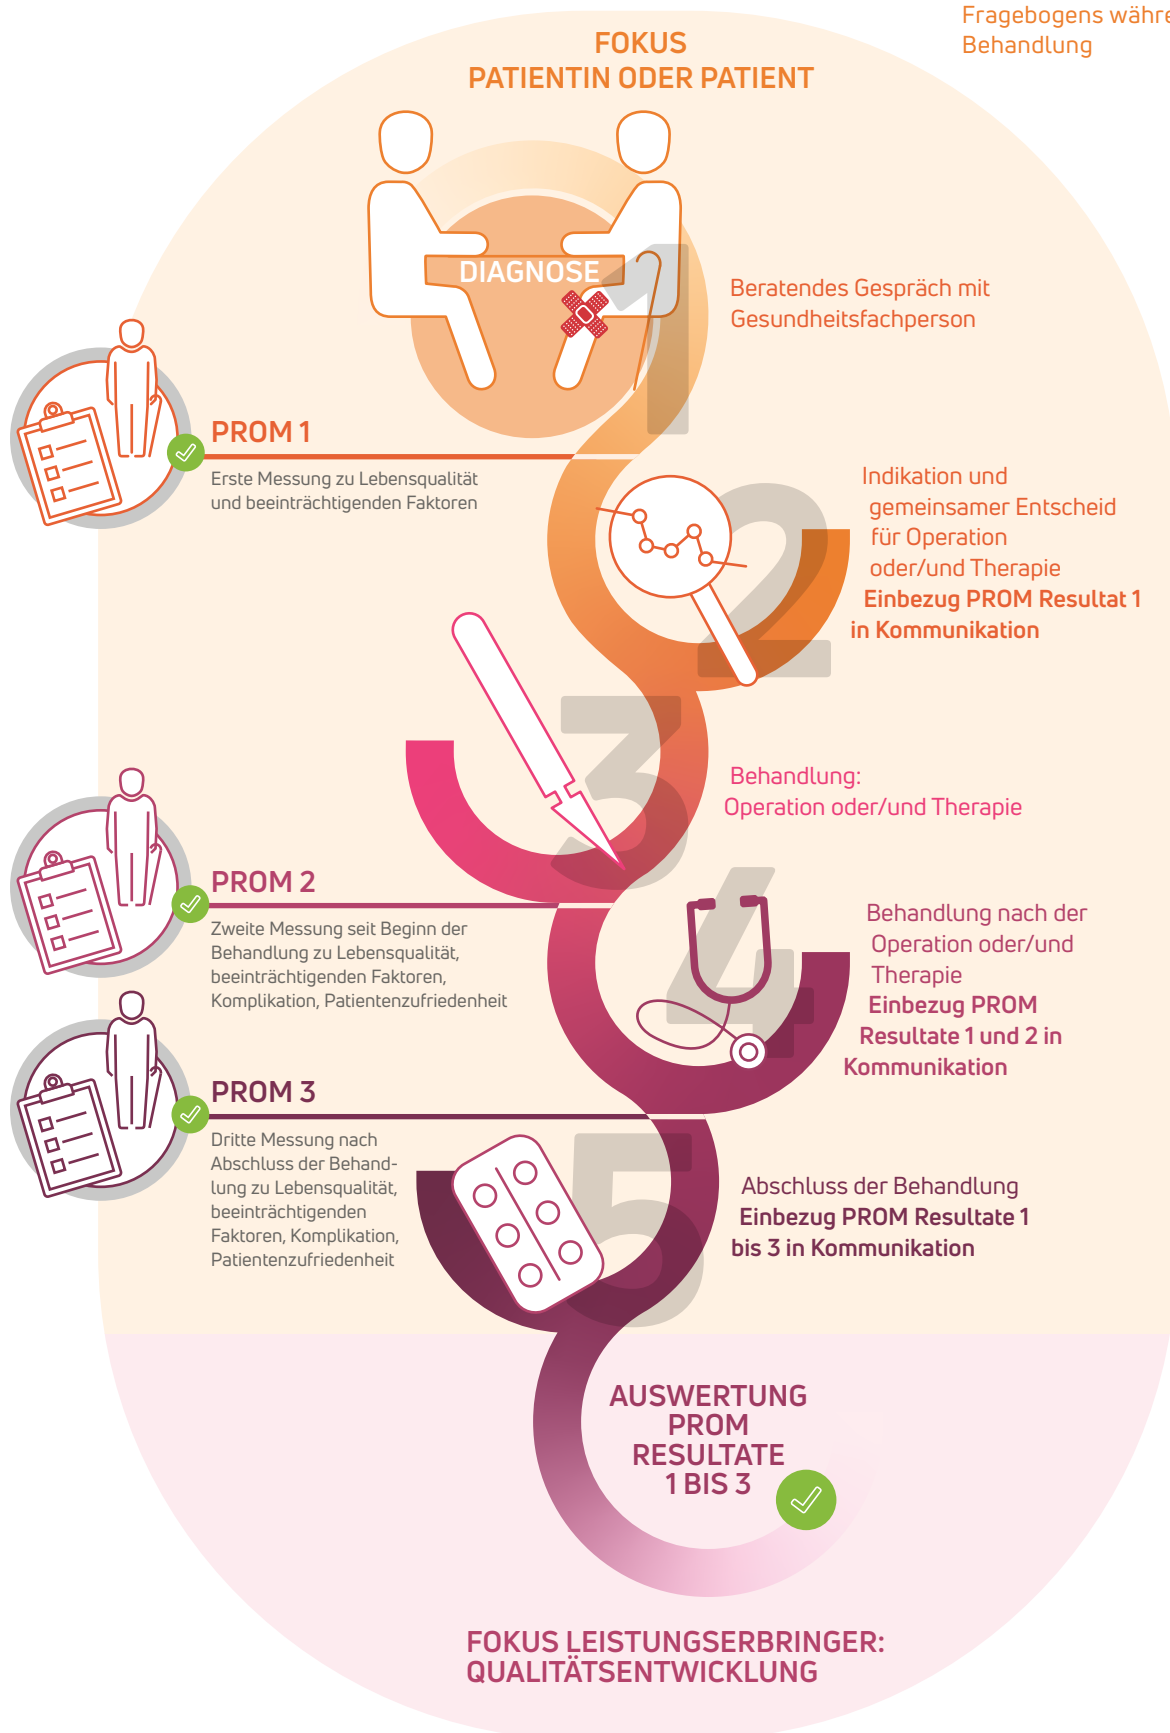 Fragebogens währe
Behandlung
FOKUS
PATIENTIN ODER PATIENT
DIAGNOSE
1
Beratendes Gespräch mit
Gesundheitsfachperson
PROM 1
Erste Messung zu Lebensqualität
und beeinträchtigenden Faktoren
2
Indikation und
gemeinsamer Entscheid
für Operation
oder/und Therapie
Einbezug PROM Resultat 1
in Kommunikation
3
Behandlung:
Operation oder/und Therapie
PROM 2
Zweite Messung seit Beginn der
Behandlung zu Lebensqualität,
beeinträchtigenden Faktoren,
Komplikation, Patientenzufriedenheit
4
Behandlung nach der
Operation oder/und
Therapie
Einbezug PROM
Resultate 1 und 2 in
Kommunikation
PROM 3
Dritte Messung nach
Abschluss der Behand-
lung zu Lebensqualität,
beeinträchtigenden
Faktoren, Komplikation,
Patientenzufriedenheit
5
Abschluss der Behandlung
Einbezug PROM Resultate 1
bis 3 in Kommunikation
AUSWERTUNG
PROM
RESULTATE
1 BIS 3
FOKUS LEISTUNGSERBRINGER:
QUALITÄTSENTWICKLUNG